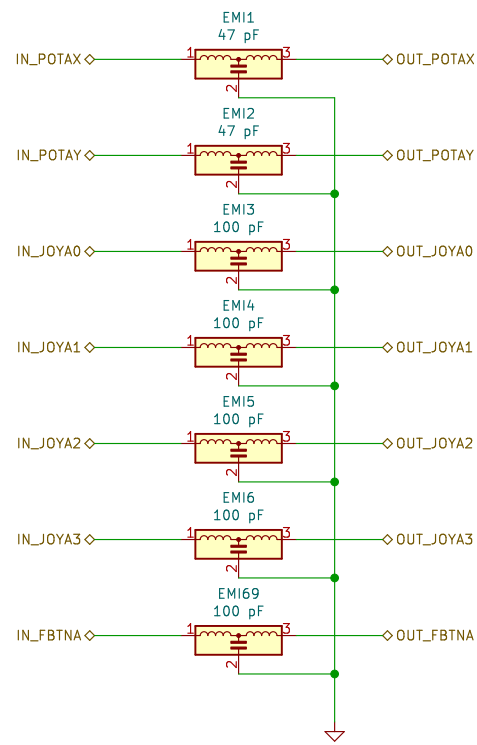 EMI1
47 pF
IN_POTAX 1 3 OUT_POTAX
2
EMI2
47 pF
IN_POTAY 1 3 OUT_POTAY
2
EMI3
100 pF
IN_JOYA0 1 3 OUT_JOYA0
2
EMI4
100 pF
IN_JOYA1 1 3 OUT_JOYA1
2
EMI5
100 pF
IN_JOYA2 1 3 OUT_JOYA2
2
EMI6
100 pF
IN_JOYA3 1 3 OUT_JOYA3
2
EMI69
100 pF
IN_FBTNA 1 3 OUT_FBTNA
2